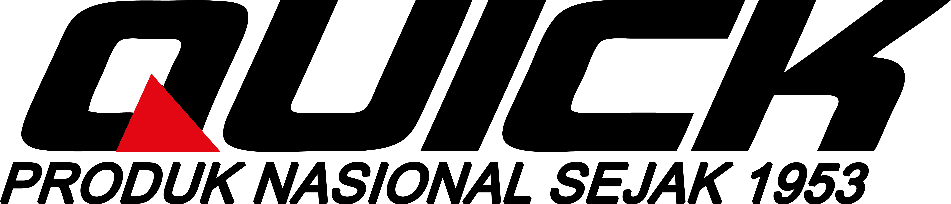 QUICK
PRODUK NASIONAL SEJAK 1953